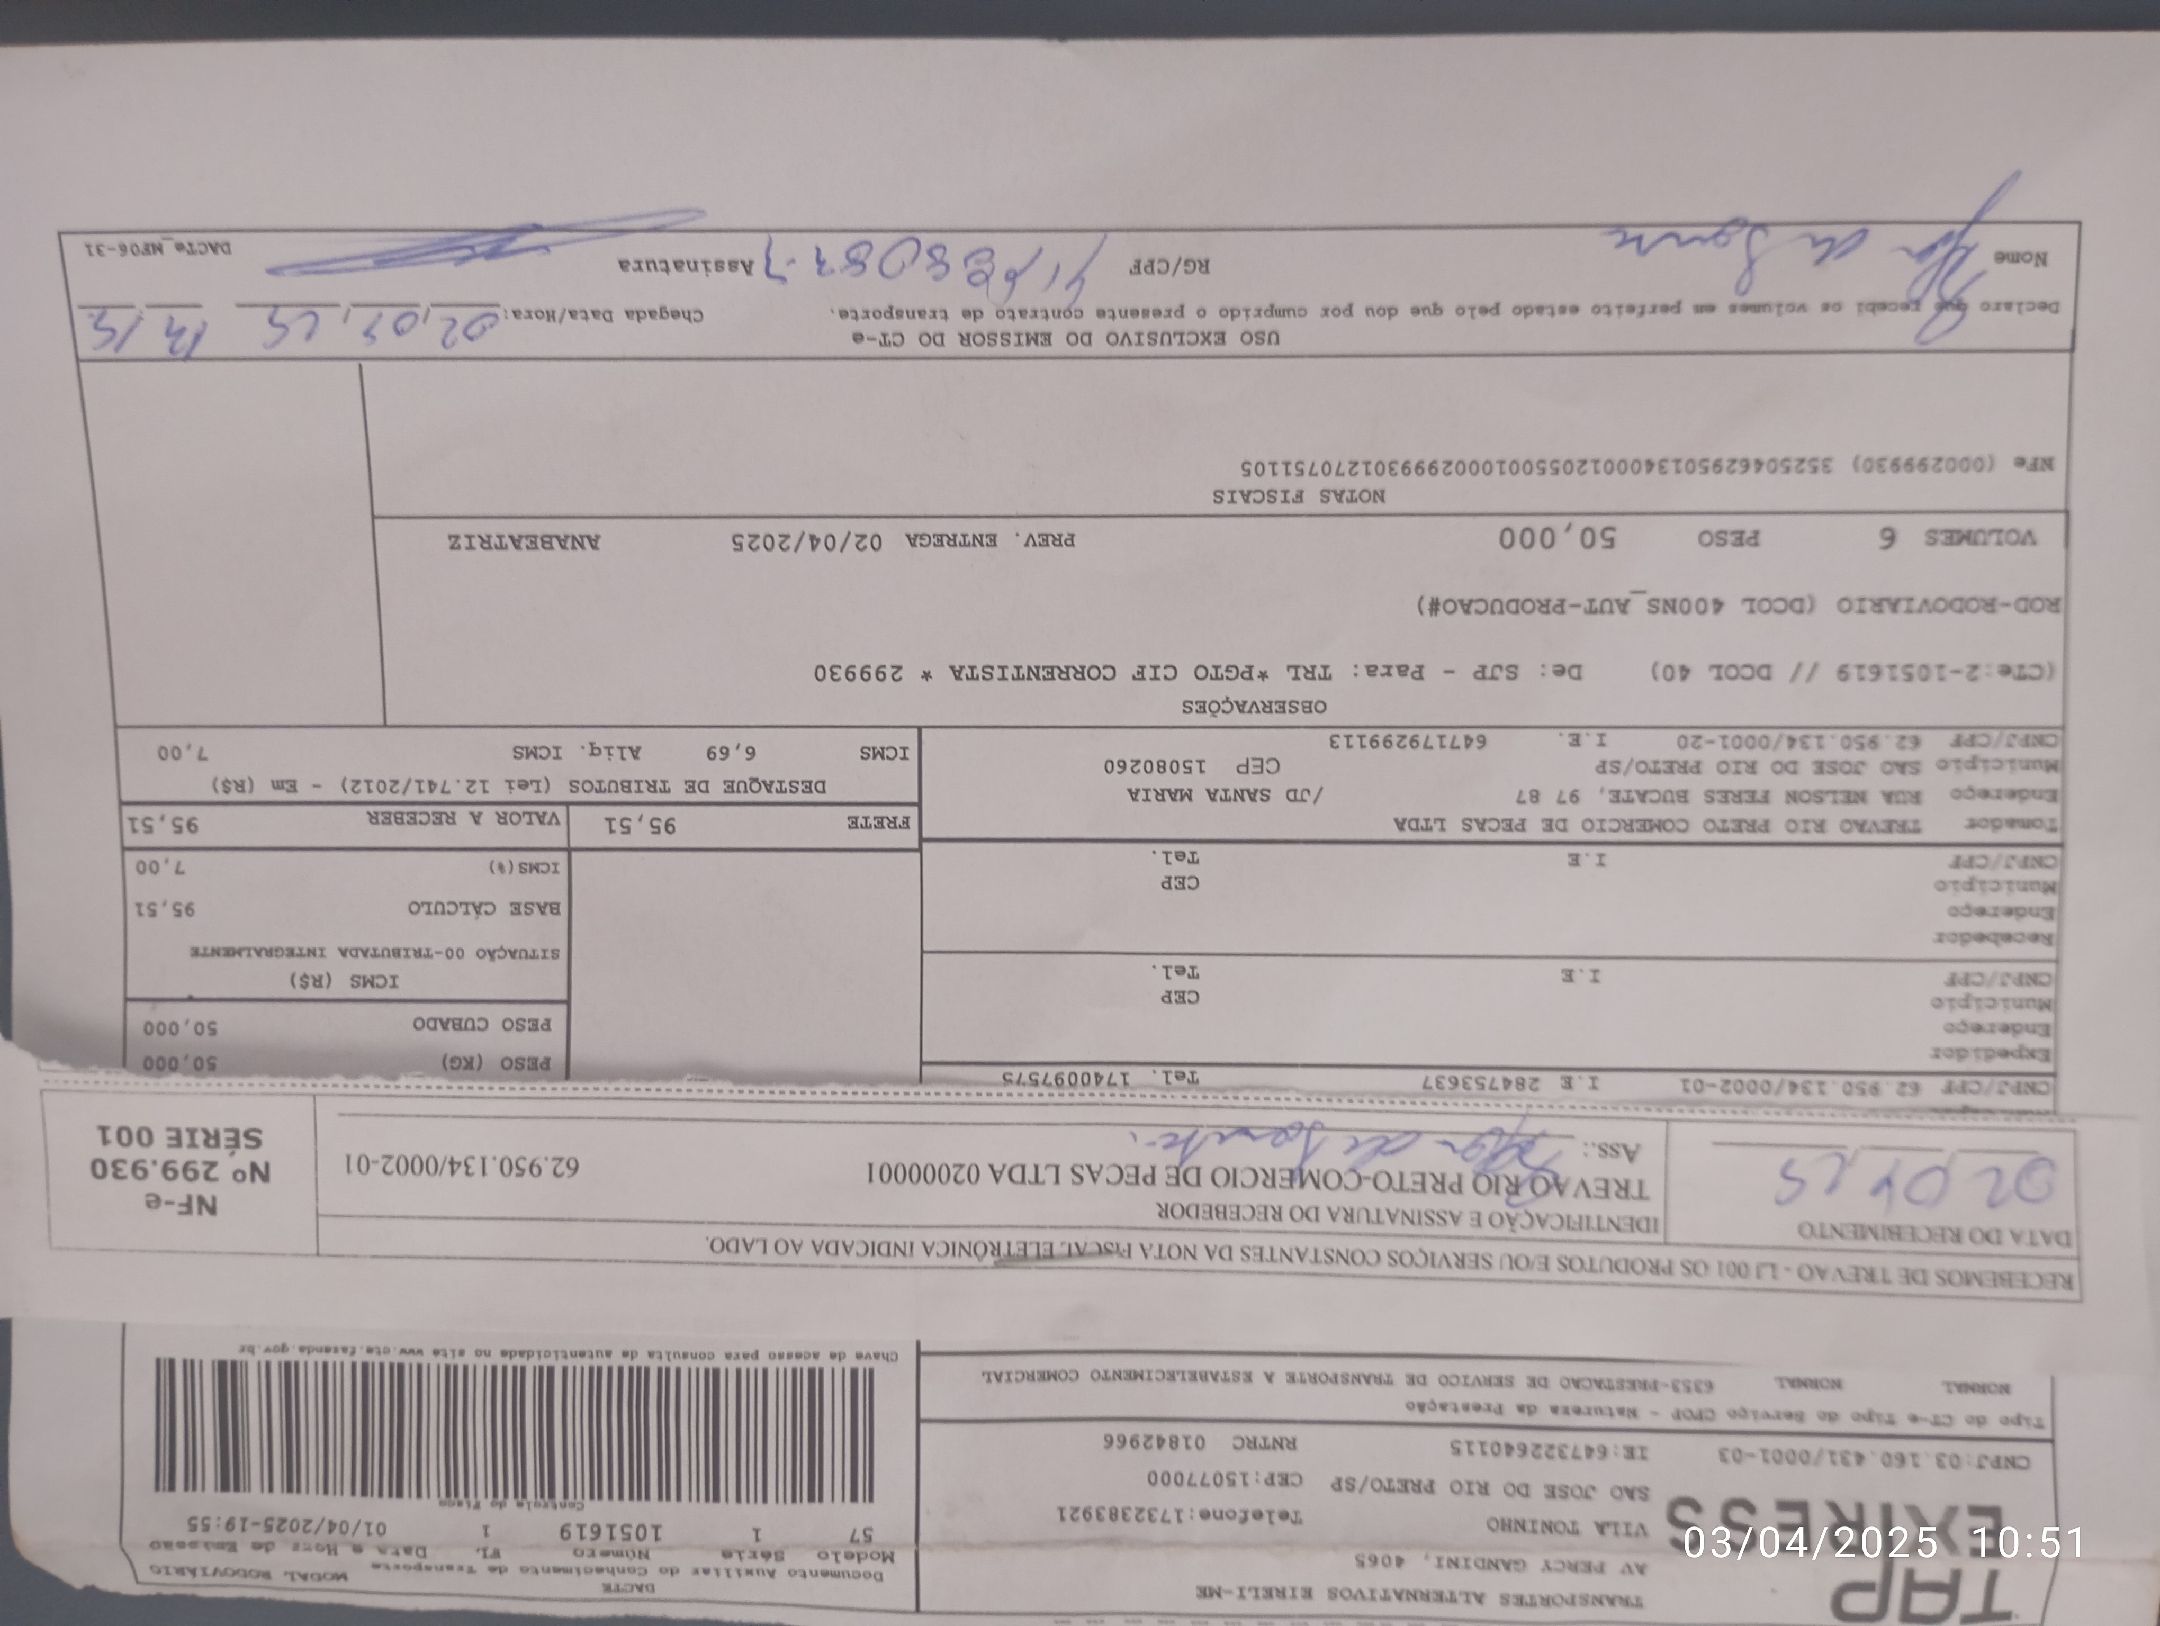 TAP
EXPRESS
TRANSPORTES ALTERNATIVOS EIRELI-ME
AV PERCY GANDINI, 4065
VILA TONINHO Telefone:1732383921
SAO JOSE DO RIO PRETO/SP CEP:15077000
CNPJ:03.160.431/0001-03 IE:647322640115 RNTRC 01842966
Tipo do CT-e Tipo do Serviço CFOP - Natureza da Prestação
NORMAL NORMAL 6353-PRESTACAO DE SERVICO DE TRANSPORTE A ESTABELECIMENTO COMERCIAL
DACTE
Documento Auxiliar do Conhecimento de Transporte MODAL RODOVIÁRIO
Modelo Série Número Fl. Data e Hora de Emissão
57 1 1051619 1 01/04/2025-19:55
Controle do Fisco
Chave de acesso para consulta de autenticidade no site www.cte.fazenda.gov.br
RECEBEMOS DE TREVAO - LJ 001 OS PRODUTOS E/OU SERVIÇOS CONSTANTES DA NOTA FISCAL ELETRÔNICA INDICADA AO LADO.
DATA DO RECEBIMENTO
02 04 25
IDENTIFICAÇÃO E ASSINATURA DO RECEBEDOR
TREVAO RIO PRETO-COMERCIO DE PECAS LTDA 02000001 62.950.134/0002-01
Ass.: de
NF-e
Nº 299.930
SÉRIE 001
CNPJ/CPF 62.950.134/0002-01 I.E 284753637 Tel. 1740097575
Expedidor
Endereço
Município CEP
CNPJ/CPF I.E Tel.
Recebedor
Endereço
Município CEP
CNPJ/CPF I.E Tel.
Tomador TREVAO RIO PRETO COMERCIO DE PECAS LTDA
Endereço RUA NELSON FERES BUCATE, 97 87 /JD SANTA MARIA
Município SAO JOSE DO RIO PRETO/SP CEP 15080260
CNPJ/CPF 62.950.134/0001-20 I.E. 647179299113
PESO (KG) 50,000
PESO CUBADO 50,000
ICMS (R$)
SITUAÇÃO 00-TRIBUTADA INTEGRALMENTE
BASE CÁLCULO 95,51
ICMS(%) 7,00
FRETE 95,51 VALOR A RECEBER 95,51
DESTAQUE DE TRIBUTOS (Lei 12.741/2012) - Em (R$)
ICMS 6,69 Aliq. ICMS 7,00
OBSERVAÇÕES
(CTe:2-1051619 // DCOL 40) De: SJP - Para: TRL *PGTO CIF CORRENTISTA * 299930
ROD-RODOVIARIO (DCOL 400NS_AUT-PRODUCAO#)
VOLUMES 6 PESO 50,000 PREV. ENTREGA 02/04/2025 ANABEATRIZ
NOTAS FISCAIS
NFe (000299930) 35250462950134000120550010002999301270751105
USO EXCLUSIVO DO EMISSOR DO CT-e
Declaro que recebi os volumes em perfeito estado pelo que dou por cumprido o presente contrato de transporte. Chegada Data/Hora: 02, 04, 25
Nome de RG/CPF Assinatura
DACTe_MF06-31
03/04/2025 10:51